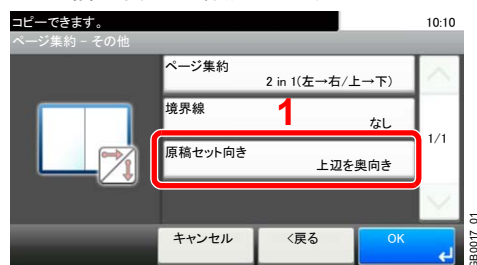 コピーできます。
10:10
ページ集約 - その他
ページ集約
2 in 1(左→右/上→下)
境界線
1
なし
1/1
原稿セット向き
上辺を奥向き
キャンセル
<戻る
OK
GB0017_01